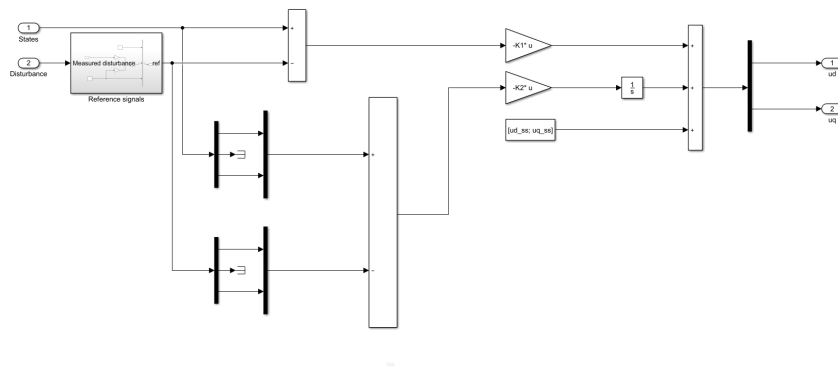 1
States
2
Disturbance
Measured disturbance
ref
Reference signals
+
−
+
−
-K1* u
-K2* u
1
s
[ud_ss; uq_ss]
+
+
+
1
ud
2
uq